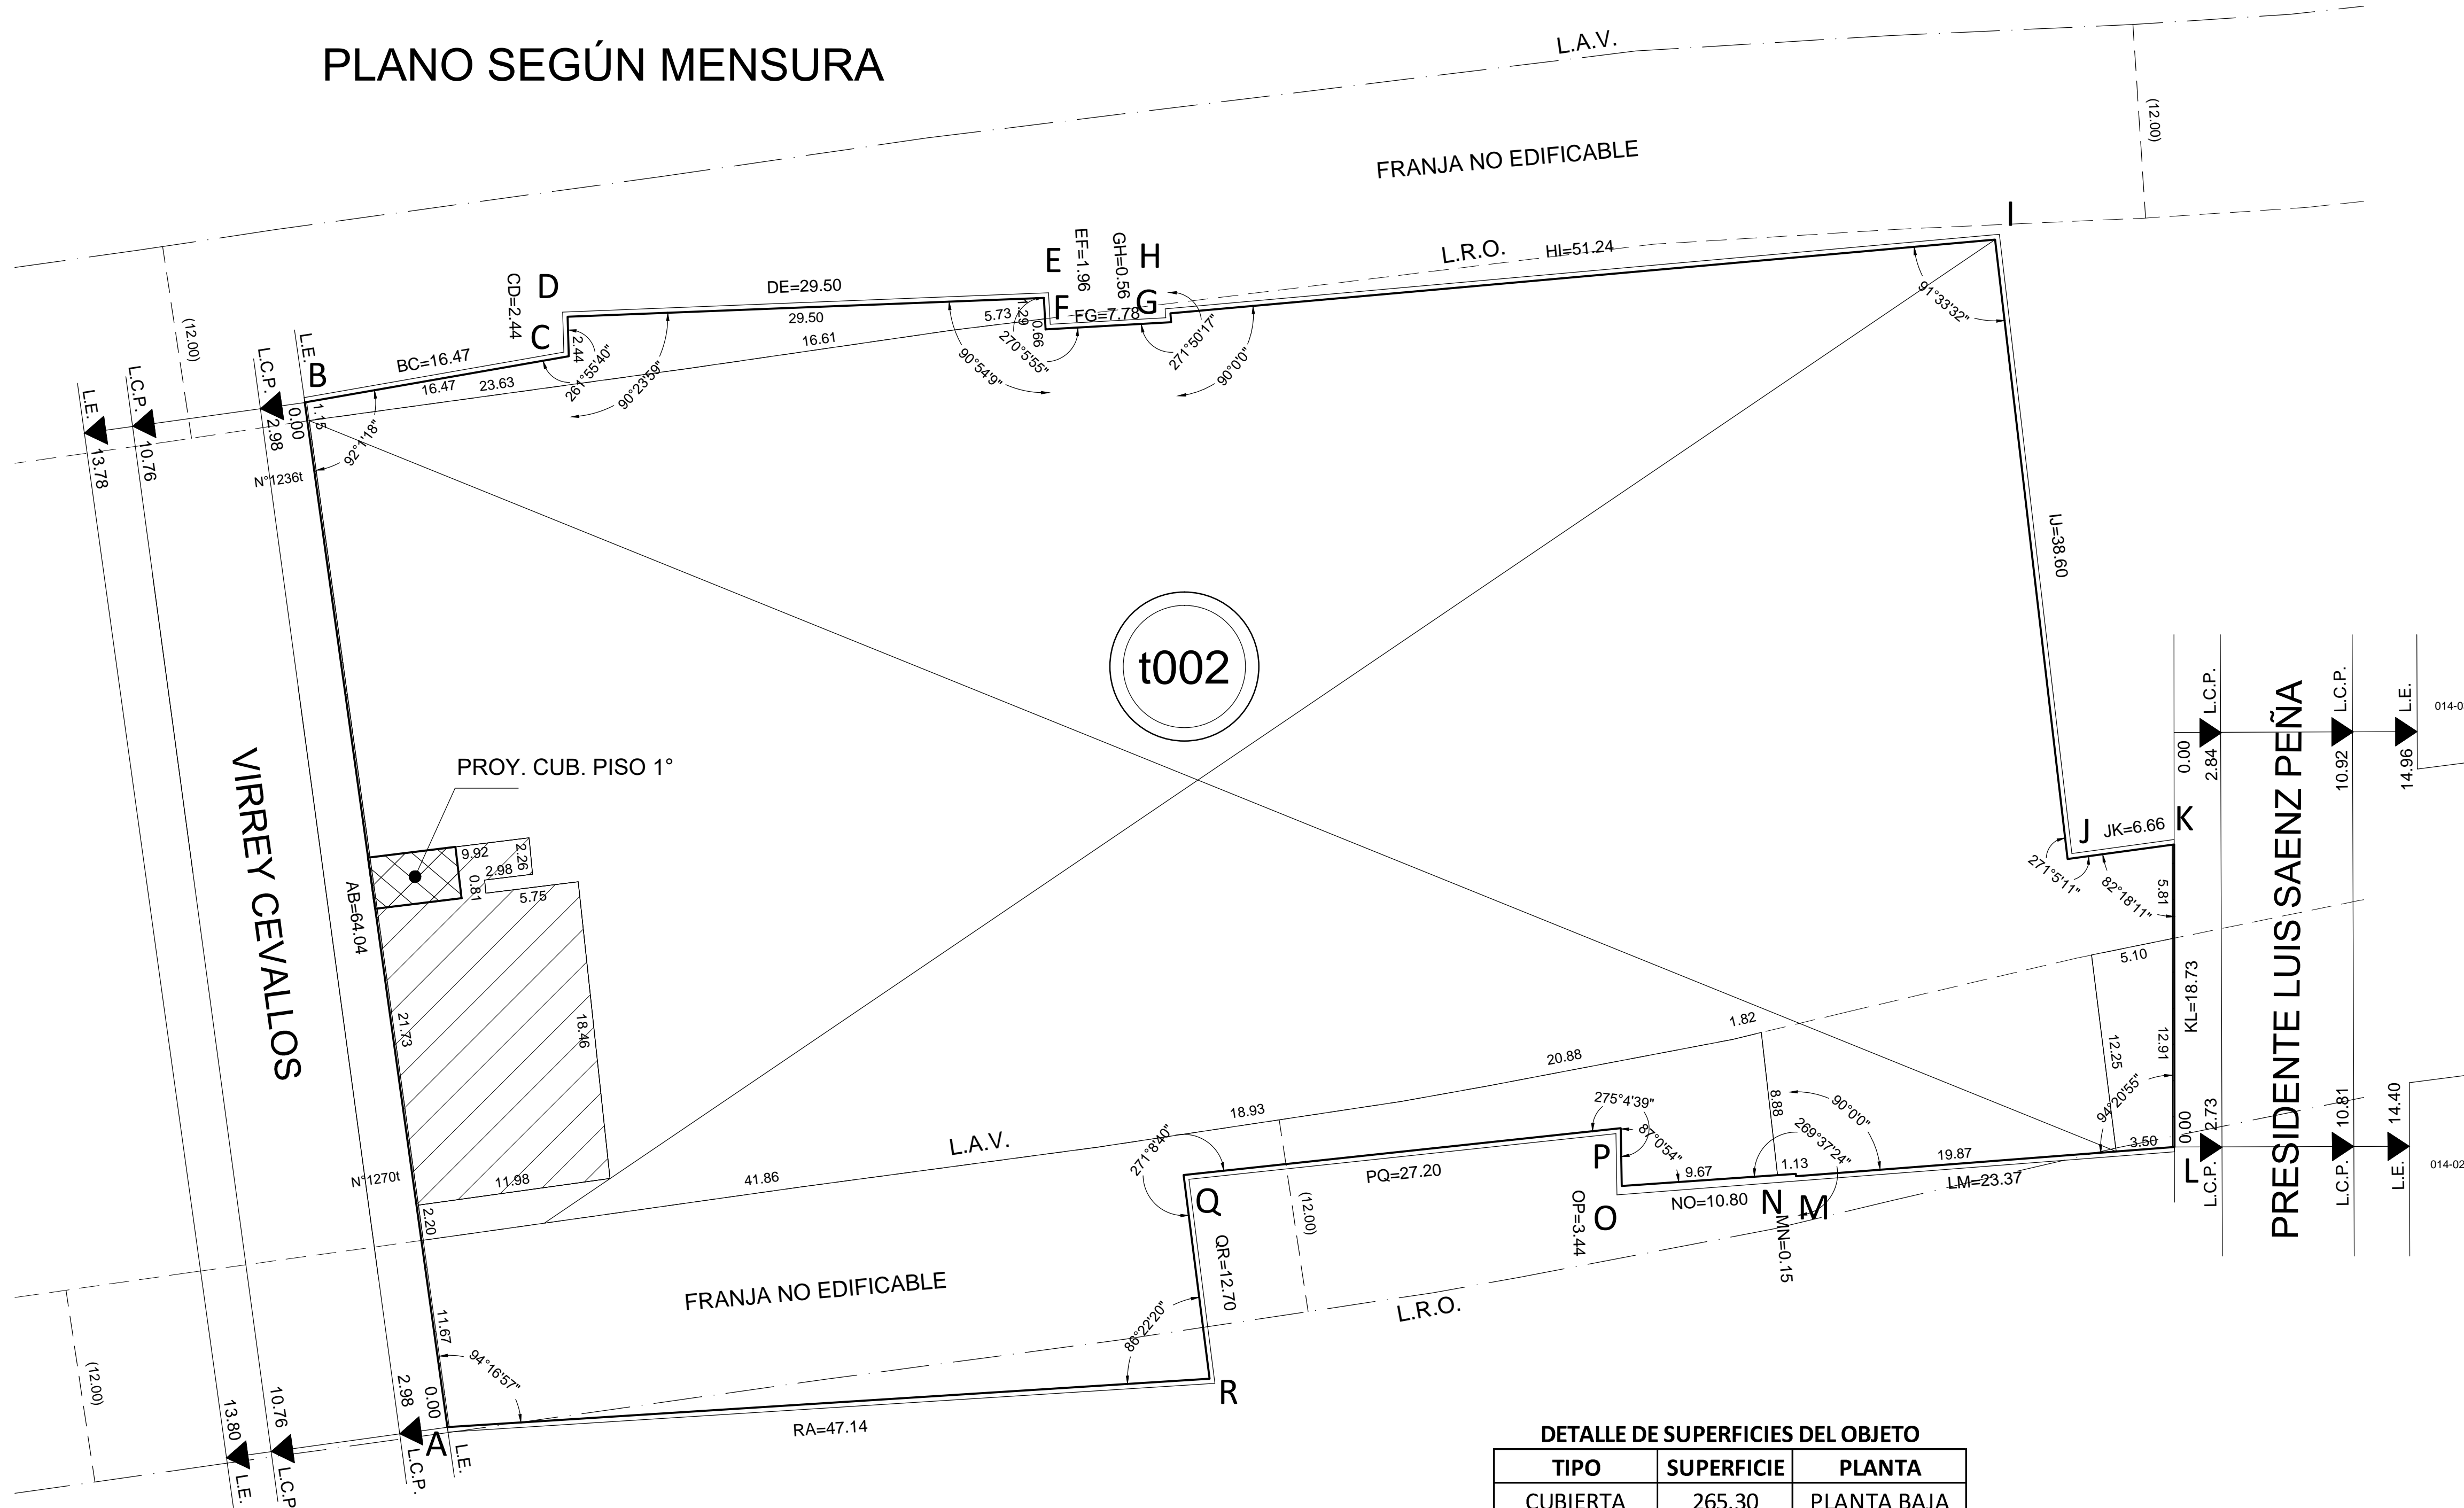 PLANO SEGÚN MENSURA
L.A.V.
(12.00)
FRANJA NO EDIFICABLE
I
L.R.O.
HI=51.24
E
EF=1.96
GH=0.56
H
D
CD=2.44
DE=29.50
F
G
FG=7.78
29.50
5.73
1.29
0.66
16.61
C
2.44
BC=16.47
16.47
23.63
261°55'40"
90°23'59"
90°54'9"
270°5'55"
271°50'17"
90°0'0"
91°33'32"
(12.00)
L.E.
L.C.P.
L.C.P.
L.E.
B
0.00
2.98
10.76
13.78
1.15
92°1'18"
N°1236t
IJ=38.60
t002
PROY. CUB. PISO 1°
VIRREY CEVALLOS
AB=64.04
9.92
2.26
2.98
0.81
5.75
21.73
18.46
11.98
N°1270t
2.20
J
JK=6.66
K
271°5'11"
82°18'11"
5.81
5.10
KL=18.73
12.91
12.25
94°20'55"
3.50
L
0.00
2.84
L.C.P.
10.92
L.C.P.
14.96
L.E.
014-0
PRESIDENTE LUIS SAENZ PEÑA
0.00
2.73
L.C.P.
10.81
L.C.P.
14.40
L.E.
014-02
1.82
20.88
18.93
41.86
L.A.V.
8.88
90°0'0"
269°37'24"
275°4'39"
87°0'54"
271°8'40"
P
PQ=27.20
9.67
1.13
19.87
LM=23.37
NO=10.80
N
M
MN=0.15
O
OP=3.44
Q
QR=12.70
(12.00)
FRANJA NO EDIFICABLE
L.R.O.
86°22'20"
R
RA=47.14
11.67
94°16'57"
A
(12.00)
0.00
2.98
10.76
13.80
L.E.
L.C.P.
L.C.P
L.E.
DETALLE DE SUPERFICIES DEL OBJETO
TIPO SUPERFICIE PLANTA
CUBIERTA 265.30 PLANTA BAJA